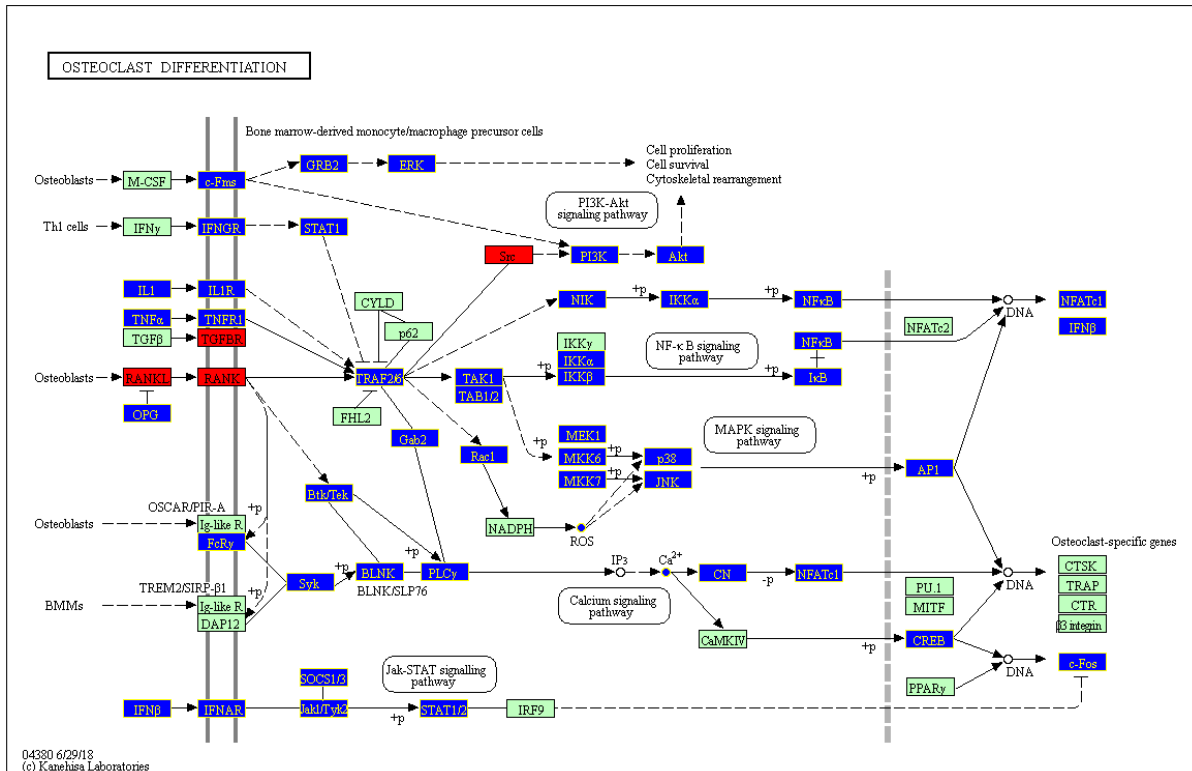 OSTEOCLAST DIFFERENTIATION
Bone marrow-derived monocyte/macrophage precursor cells
GRB2
ERK
Cell proliferation
Cell survival
Cytoskeletal rearrangement
Osteoblasts
M-CSF
c-Fms
PI3K-Akt
signaling pathway
Th1 cells
IFNγ
IFNGR
STAT1
Src
PI3K
Akt
IL1
IL1R
CYLD
NIK
+p
IKKα
+p
NFκB
DNA
NFATc1
TNFα
TNFR1
p62
NFATc2
IFNβ
TGFβ
TGFBR
IKKγ
IKKα
IKKβ
NF-κ B signaling
pathway
NFκB
IκB
Osteoblasts
RANKL
RANK
TRAF2/6
TAK1
TAB1/2
+p
+p
OPG
FHL2
Gab2
Rac1
+p
MEK1
MKK6
+p
p38
MKK7
+p
JNK
MAPK signaling
pathway
+p
AP1
Btk/Tek
OSCAR/PIR-A
+p
Osteoblasts
Ig-like R
FcRγ
NADPH
ROS
Osteoclast-specific genes
CTSK
TRAP
CTR
β3 integrin
Syk
+p
BLNK
+p
PLCγ
BLNK/SLP76
IP3
Ca2+
CN
-p
NFATc1
DNA
TREM2/SIRP-β1
+p
BMMs
Ig-like R
DAP12
Calcium signaling
pathway
PU.1
MITF
CaMKIV
+p
CREB
DNA
c-Fos
PPARγ
SOCS1/3
Jak-STAT signalling
pathway
IFNβ
IFNAR
Jak1/Tyk2
+p
STAT1/2
IRF9
04380 6/29/18
(c) Kanehisa Laboratories